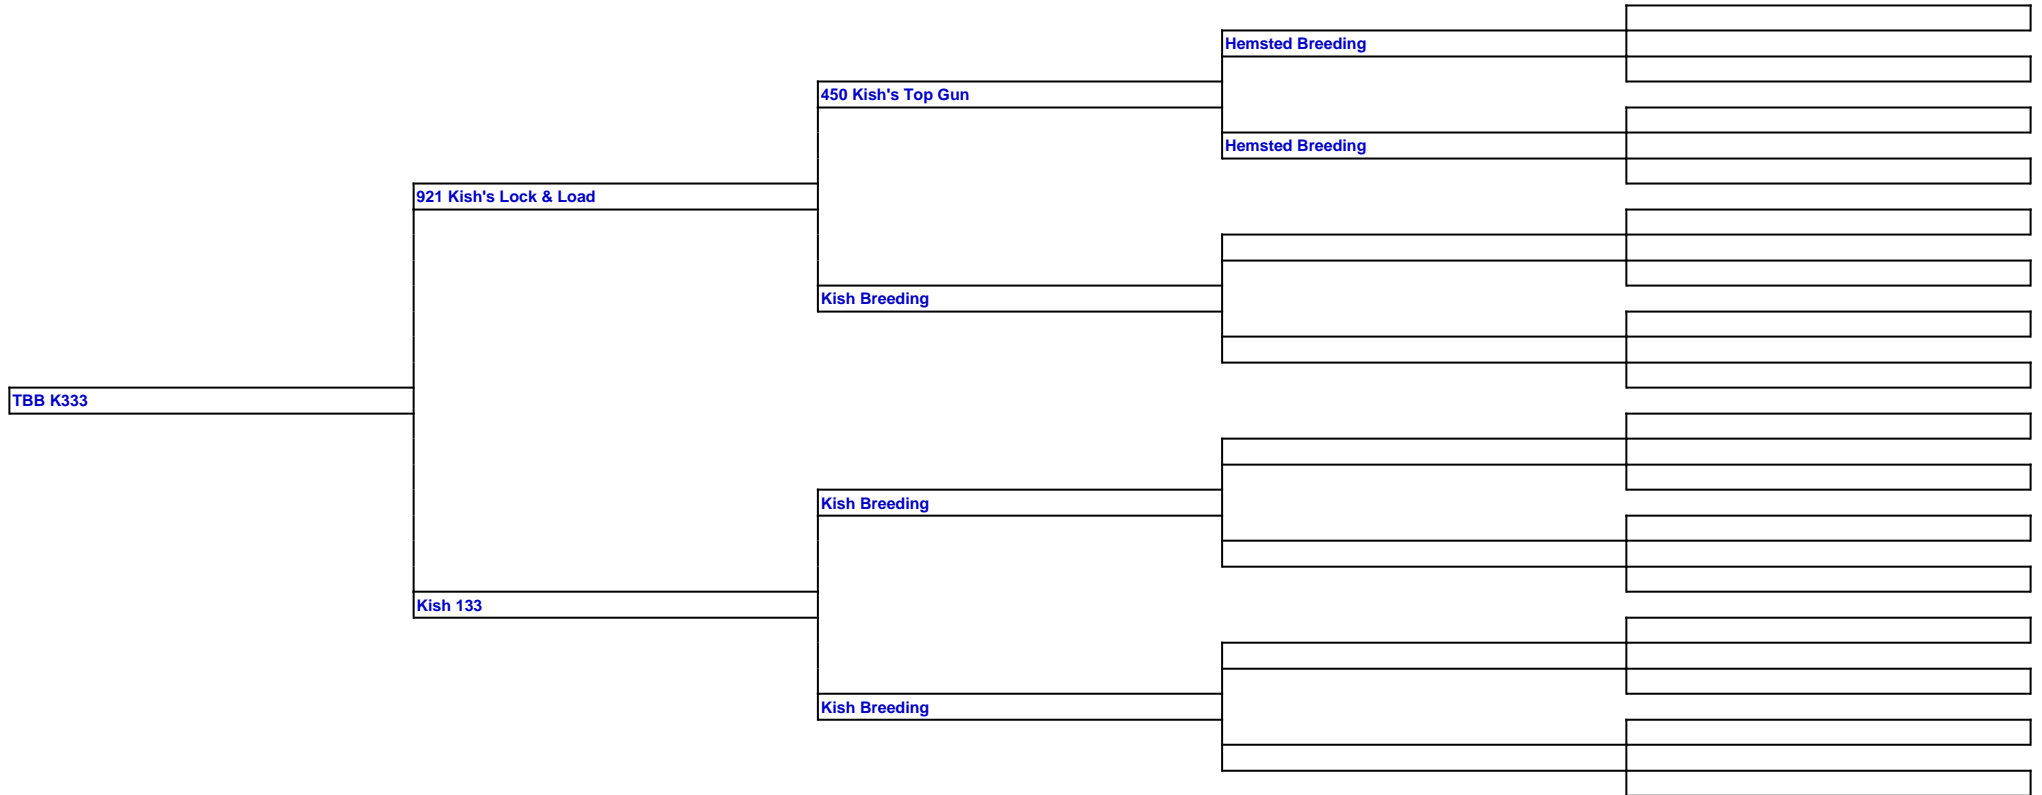 Hemsted Breeding
450 Kish's Top Gun
Hemsted Breeding
921 Kish's Lock & Load
Kish Breeding
TBB K333
Kish Breeding
Kish 133
Kish Breeding